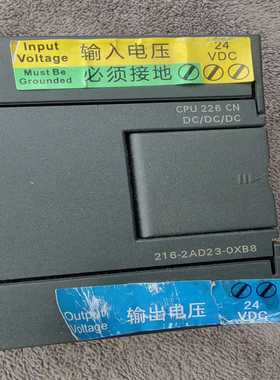 Input 输入电压 24
Voltage VDC
Must Be 必须接地
Grounded
CPU 226 CN
DC/DC/DC
216-2AD23-0XB8
Output 输出电压 24
Voltage VDC